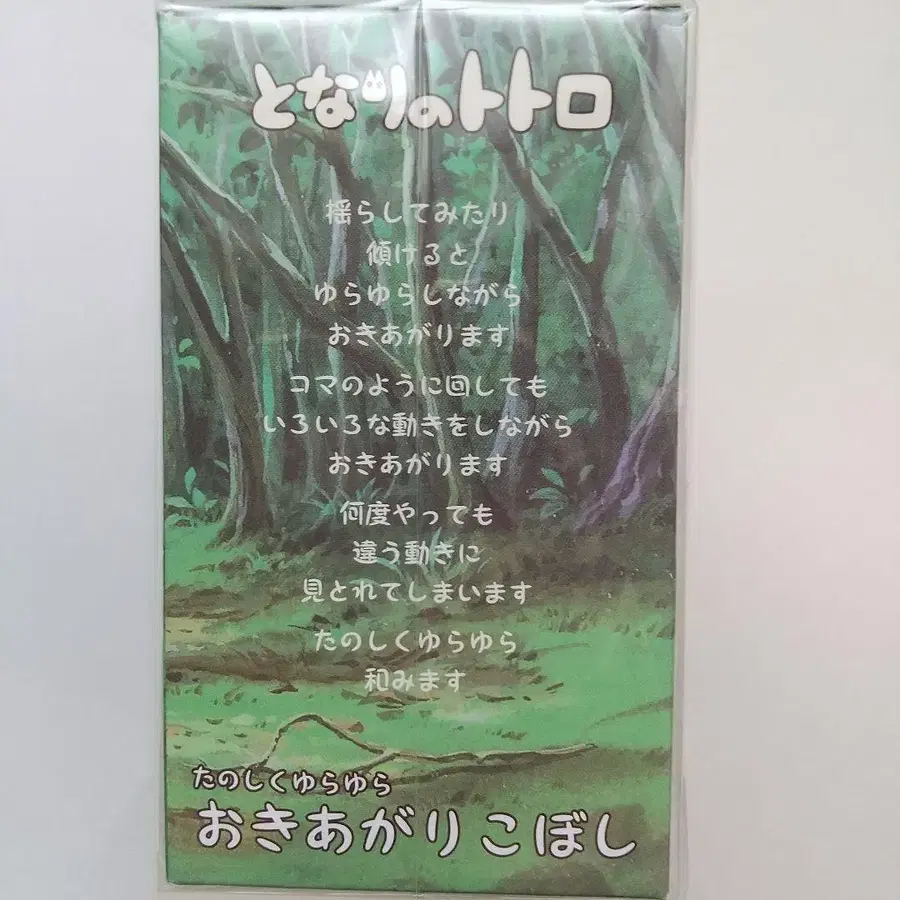 となりのトトロ
揺らしてみたり
傾けると
ゆらゆらしながら
おきあがります
コマのように回しても
いろいろな動きをしながら
おきあがります
何度やっても
違う動きに
見とれてしまいます
たのしくゆらゆら
和みます
たのしくゆらゆら
おきあがりこぼし